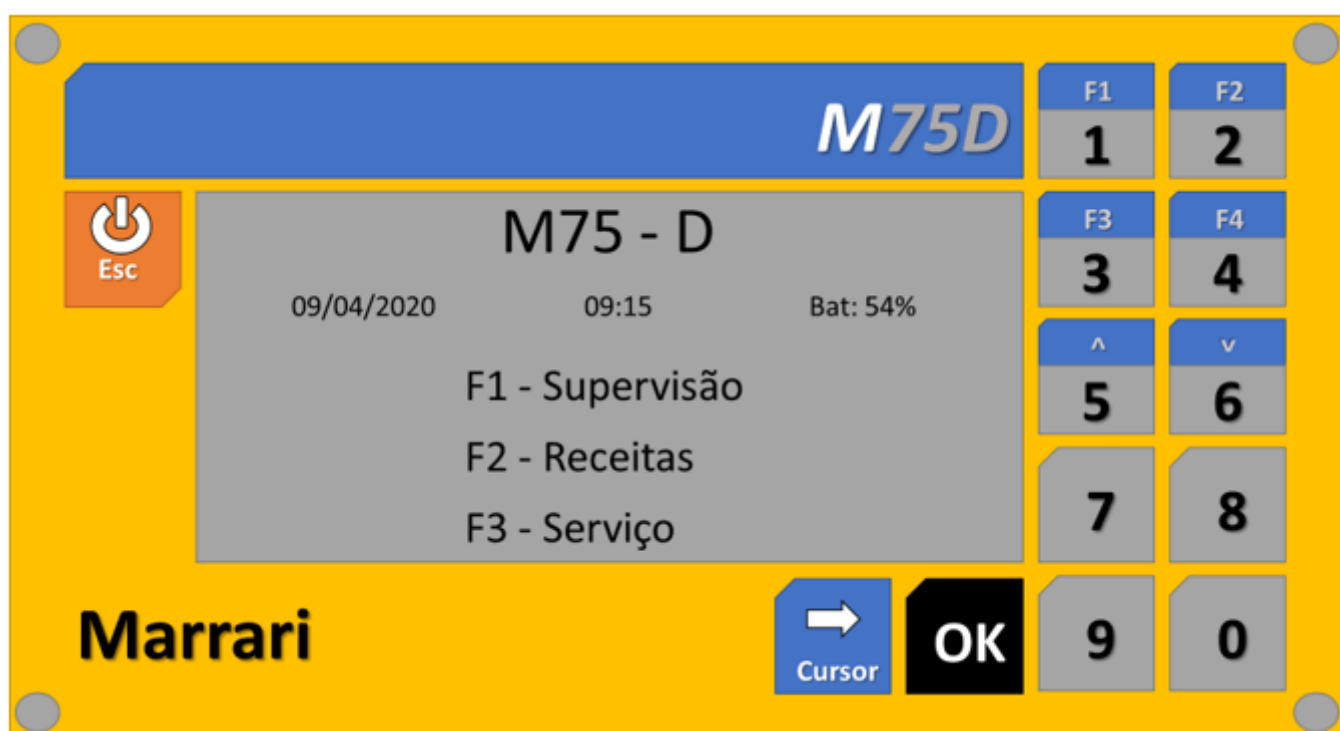 M75D
F1
F2
1
2
Esc
M75 - D
09/04/2020 09:15 Bat: 54%
F1 - Supervisão
F2 - Receitas
F3 - Serviço
F3
F4
3
4
^
v
5
6
7
8
Marrari
Cursor
OK
9
0